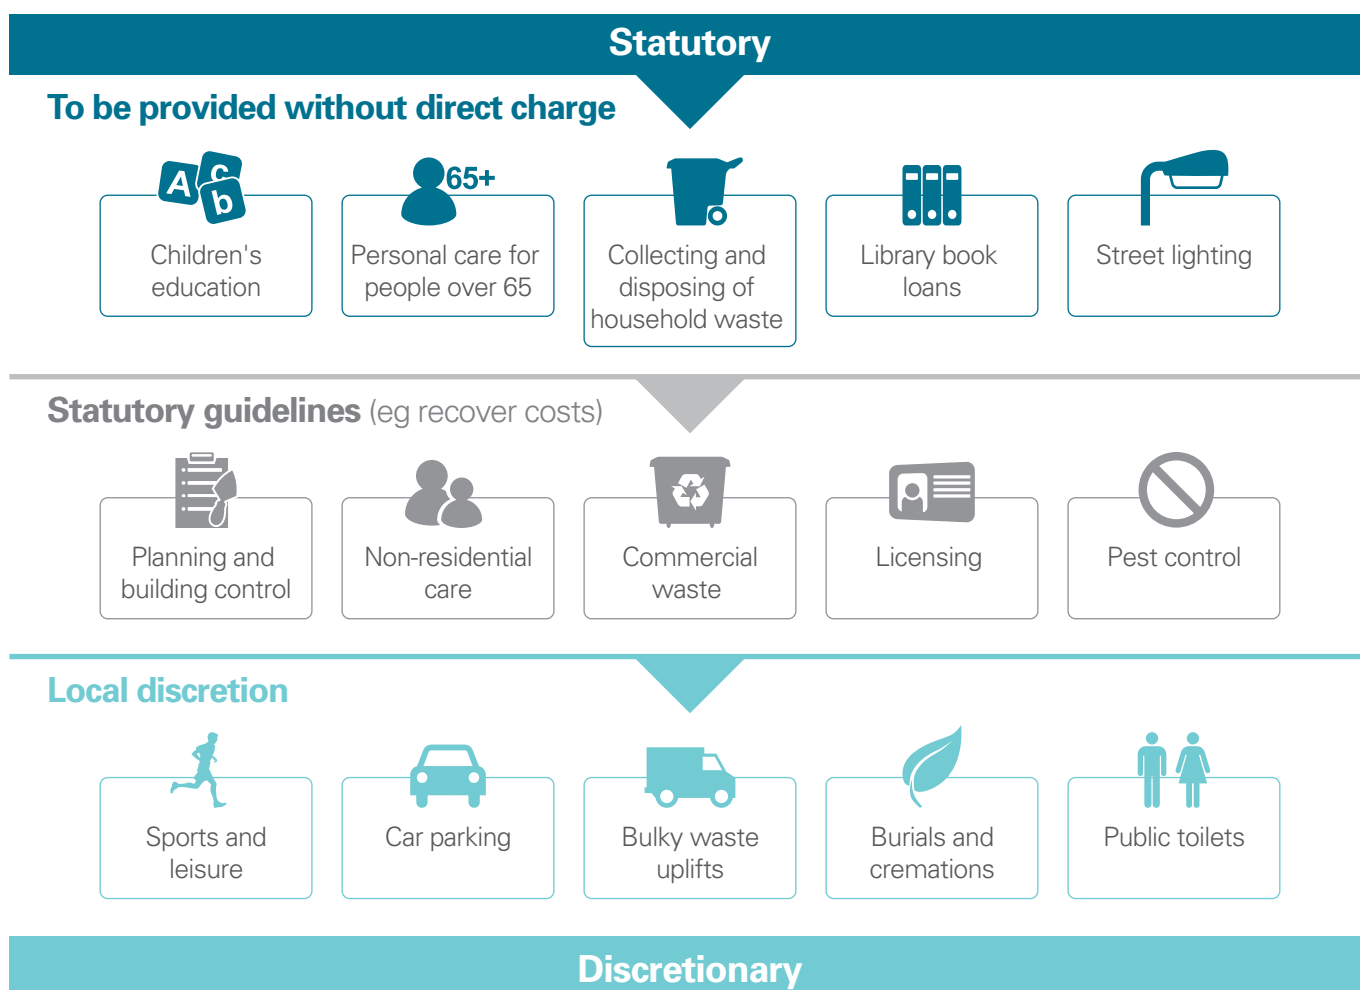 Statutory
To be provided without direct charge
A c b
65+
Children's
education
Personal care for
people over 65
Collecting and
disposing of
household waste
Library book
loans
Street lighting
Statutory guidelines (eg recover costs)
Planning and
building control
Non-residential
care
Commercial
waste
Licensing
Pest control
Local discretion
Sports and
leisure
Car parking
Bulky waste
uplifts
Burials and
cremations
Public toilets
Discretionary